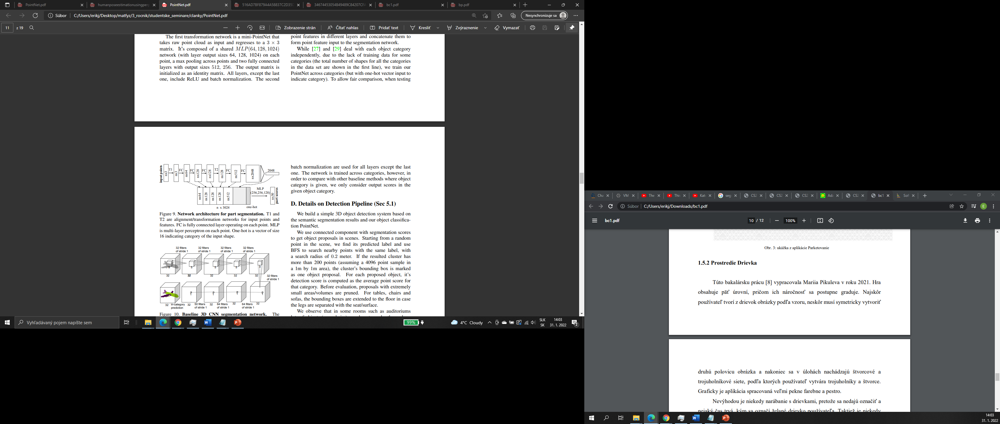 PointNet.pdf
humanposeestimationusingper
PointNet.pdf
516AD7BF879A4A58837C2D35
34674453054B49489C84207CFA
bc1.pdf
bp.pdf
Súbor
C:/Users/erikj/Desktop/matfyz/3_rocnik/studentske_seminare/clanky/PointNet.pdf
Nesynchronizuje sa
11
z 19
Zobrazenie strán
Čítať nahlas
Pridať text
Kresliť
Zvýraznenie
Vymazať
The first transformation network is a mini-PointNet that
takes raw point cloud as input and regresses to a 3 × 3
matrix. It's composed of a shared MLP(64, 128, 1024)
network (with layer output sizes 64, 128, 1024) on each
point, a max pooling across points and two fully connected
layers with output sizes 512, 256. The output matrix is
initialized as an identity matrix. All layers, except the last
one, include ReLU and batch normalization. The second
point features in different layers and concatenate them to
form point feature input to the segmentation network.
While [27] and [29] deal with each object category
independently, due to the lack of training data for some
categories (the total number of shapes for all the categories
in the data set are shown in the first line), we train our
PointNet across categories (but with one-hot vector input to
indicate category). To allow fair comparison, when testing
input points
nx3
T1
nx3
FC
nx64
FC
nx128
FC
nx128
T2
nx128
FC
nx512
FC
nx2048
2048
nx64
nx128
nx128
nx128
nx512
MLP
(256,256,128)
nx50
part scores
n x 3024
one-hot
Figure 9. Network architecture for part segmentation. T1 and
T2 are alignment/transformation networks for input points and
features. FC is fully connected layer operating on each point. MLP
is multi-layer perceptron on each point. One-hot is a vector of size
16 indicating category of the input shape.
32 filters
of stride 1
32 filters
of stride 1
32 filters
of stride 1
32 filters
of stride 1
5
5
5
5
3
32
32
32
32
32
32 filters
of stride 1
1
1
1
1
32
in-category
prediction
32
50 filters
of stride 1
32
64 filters
of stride 1
32
64 filters
of stride 1
32
Figure 10. Baseline 3D CNN segmentation network. The
batch normalization are used for all layers except the last
one. The network is trained across categories, however, in
order to compare with other baseline methods where object
category is given, we only consider output scores in the
given object category.
D. Details on Detection Pipeline (Sec 5.1)
We build a simple 3D object detection system based on
the semantic segmentation results and our object classifica-
tion PointNet.
We use connected component with segmentation scores
to get object proposals in scenes. Starting from a random
point in the scene, we find its predicted label and use
BFS to search nearby points with the same label, with
a search radius of 0.2 meter. If the resulted cluster has
more than 200 points (assuming a 4096 point sample in
a 1m by 1m area), the cluster's bounding box is marked
as one object proposal. For each proposed object, it's
detection score is computed as the average point score for
that category. Before evaluation, proposals with extremely
small areas/volumes are pruned. For tables, chairs and
sofas, the bounding boxes are extended to the floor in case
the legs are separated with the seat/surface.
We observe that in some rooms such as auditoriums
Vyhľadávaný pojem napíšte sem
99%
4°C Cloudy
SLK
SK
14:03
31. 1. 2022
2
Cha
VM
The
This
Kat
seg
CS2
CS2
CS2
Ada
CS2
bc1
Sof
Súbor
C:/Users/erikj/Downloads/bc1.pdf
E
bc1.pdf
10 / 12
100%
Obr. 3: ukážka z aplikácie Parketovanie
1.5.2 Prostredie Drievka
Túto bakalársku prácu [8] vypracovala Mariia Pikuleva v roku 2021. Hra
obsahuje päť úrovní, pričom ich náročnosť sa postupne graduje. Najskôr
používateľ tvorí z drievok obrázky podľa vzoru, neskôr musí symetricky vytvoriť
druhú polovicu obrázka a nakoniec sa v úlohách nachádzajú štvorcové a
trojuholníkové siete, podľa ktorých používateľ vytvára trojuholníky a štvorce.
Graficky je aplikácia spracovaná veľmi pekne farebne a pestro.
Nevýhodou je niekedy narábanie s drievkami, pretože sa nedajú označiť a
nejaký čas trvá, kým sa označí želané drievko používateľa. Taktiež je niekedy
14:03
31. 1. 2022